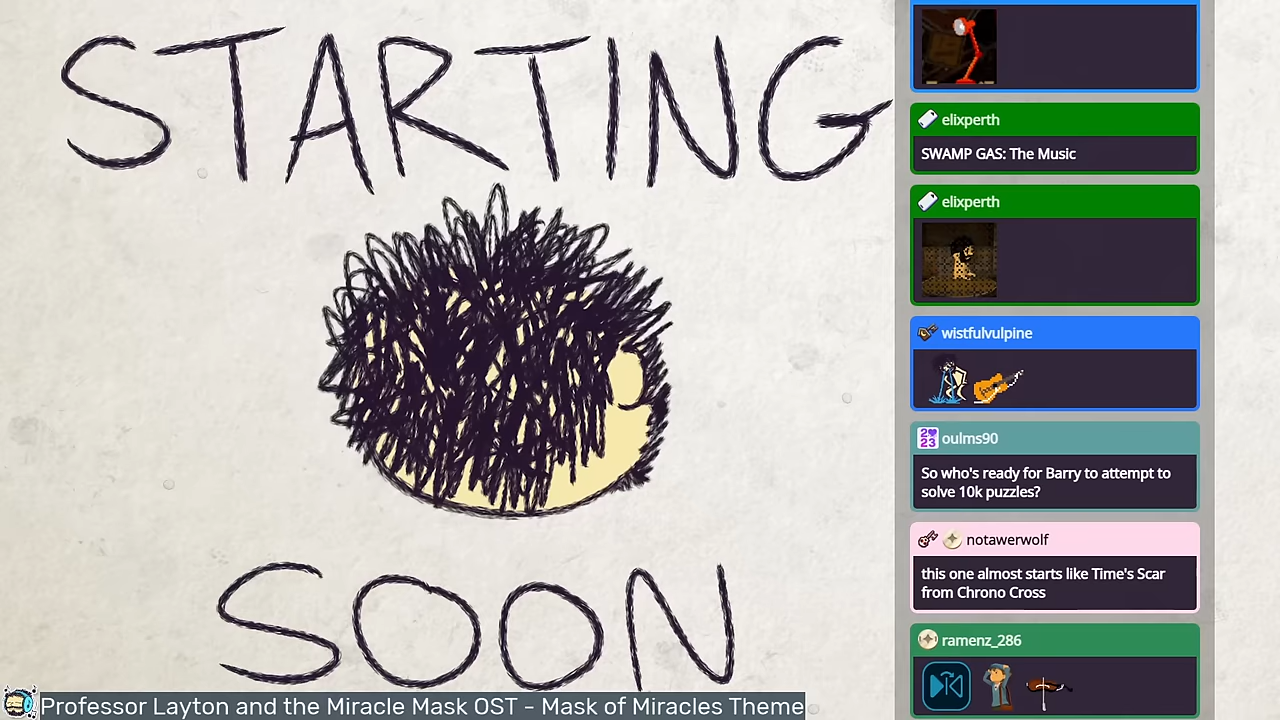 STARTING
SOON
Professor Layton and the Miracle Mask OST - Mask of Miracles Theme
elixperth
SWAMP GAS: The Music
elixperth
wistfulvulpine
2023
oulms90
So who's ready for Barry to attempt to
solve 10k puzzles?
notawerwolf
this one almost starts like Time's Scar
from Chrono Cross
ramenz_286